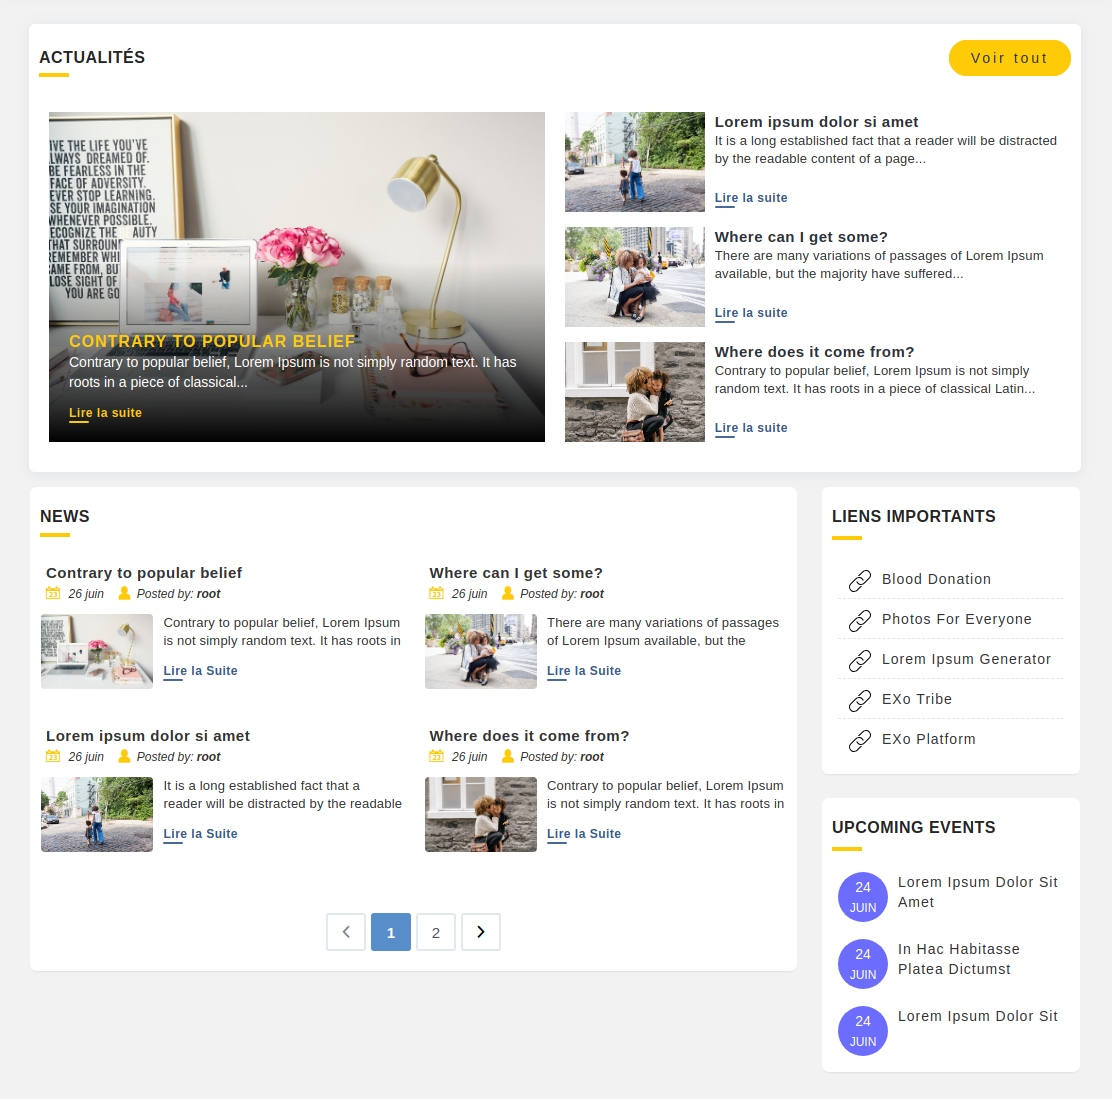 ACTUALITÉS
Voir tout
IVE THE LIFE YOU'VE
LWAYS DREAMED OF.
BE FEARLESS IN THE
FACE OF ADVERSITY.
EVER STOP LEARNING.
SE YOUR IMAGINATION
WHENEVER POSSIBLE.
ECOGNIZE THE AUTY
THAT SURROUN
REMEMBER WH
AME FROM, BU
LOSE SIGHT OF
YOU ARE GO
CONTRARY TO POPULAR BELIEF
Contrary to popular belief, Lorem Ipsum is not simply random text. It has
roots in a piece of classical...
Lire la suite
Lorem ipsum dolor si amet
It is a long established fact that a reader will be distracted
by the readable content of a page...
Lire la suite
Where can I get some?
There are many variations of passages of Lorem Ipsum
available, but the majority have suffered...
Lire la suite
Where does it come from?
Contrary to popular belief, Lorem Ipsum is not simply
random text. It has roots in a piece of classical Latin...
Lire la suite
NEWS
Contrary to popular belief
23 26 juin Posted by: root
Contrary to popular belief, Lorem Ipsum
is not simply random text. It has roots in
Lire la Suite
Where can I get some?
23 26 juin Posted by: root
There are many variations of passages
of Lorem Ipsum available, but the
Lire la Suite
Lorem ipsum dolor si amet
23 26 juin Posted by: root
It is a long established fact that a
reader will be distracted by the readable
Lire la Suite
Where does it come from?
23 26 juin Posted by: root
Contrary to popular belief, Lorem Ipsum
is not simply random text. It has roots in
Lire la Suite
1 2
LIENS IMPORTANTS
Blood Donation
Photos For Everyone
Lorem Ipsum Generator
EXo Tribe
EXo Platform
UPCOMING EVENTS
24
JUIN
Lorem Ipsum Dolor Sit
Amet
24
JUIN
In Hac Habitasse
Platea Dictumst
24
JUIN
Lorem Ipsum Dolor Sit